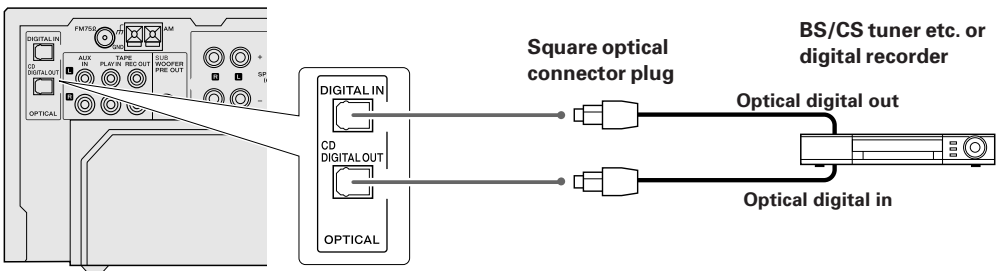 FM75Ω
GND
AM
DIGITAL IN
CD
DIGITAL OUT
OPTICAL
AUX
IN
TAPE
PLAY IN REC OUT
SUB
WOOFER
PRE OUT
L
R
R
L
+
SP
–
DIGITAL IN
CD
DIGITAL OUT
OPTICAL
Square optical
connector plug
BS/CS tuner etc. or
digital recorder
Optical digital out
Optical digital in